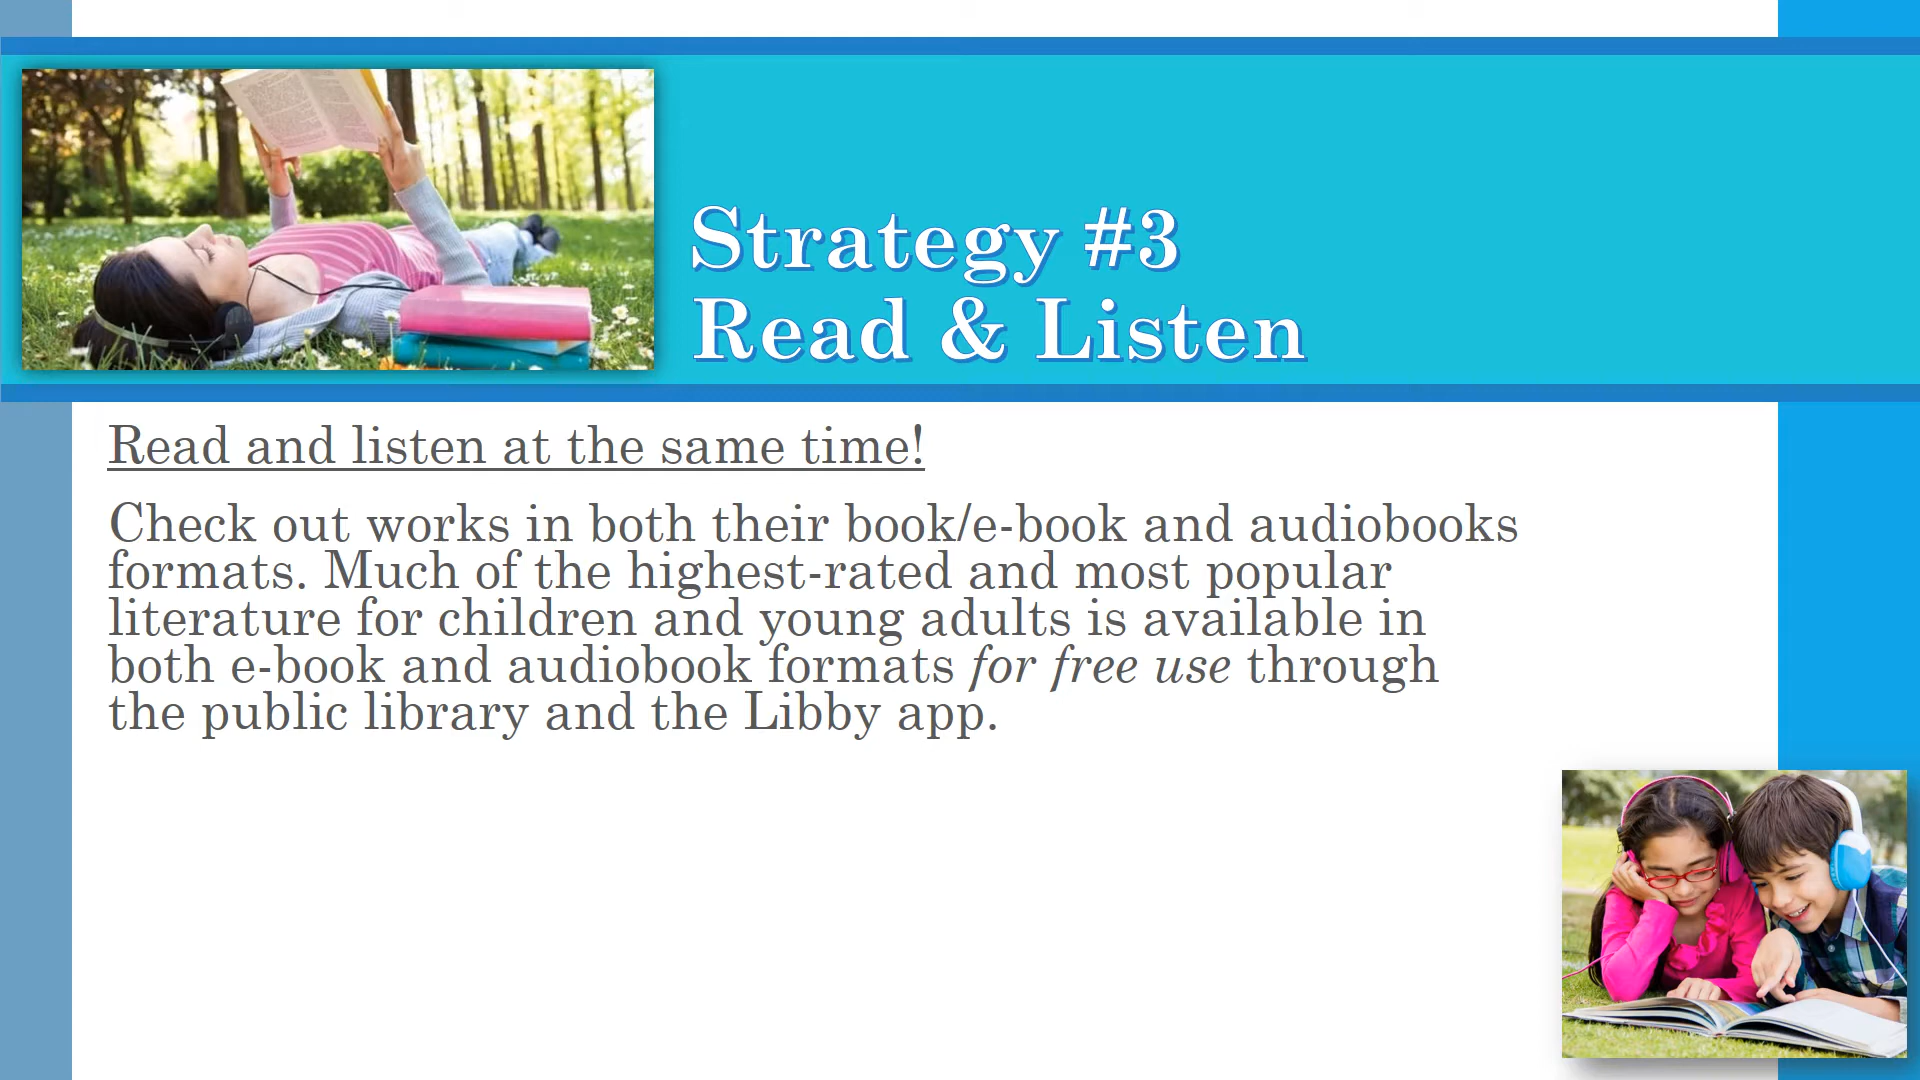 Strategy #3
Read & Listen
Read and listen at the same time!
Check out works in both their book/e-book and audiobooks
formats. Much of the highest-rated and most popular
literature for children and young adults is available in
both e-book and audiobook formats for free use through
the public library and the Libby app.